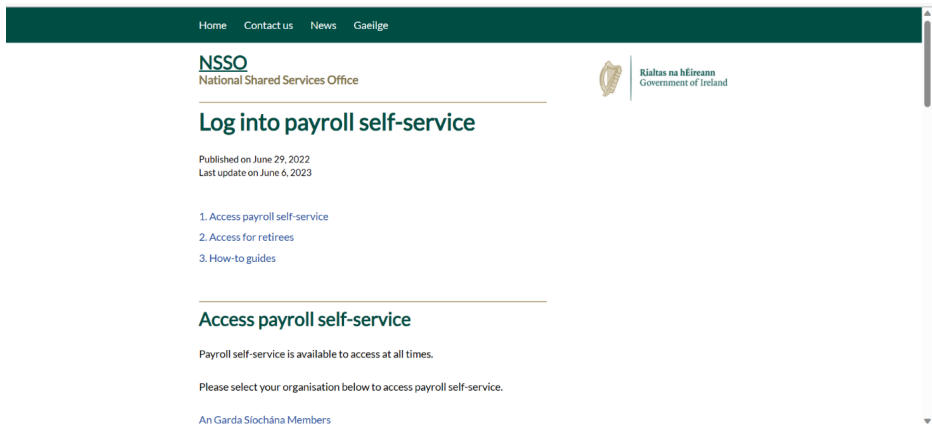 Home Contact us News Gaeilge
NSSO
National Shared Services Office
Rialtas na hÉireann
Government of Ireland
Log into payroll self-service
Published on June 29, 2022
Last update on June 6, 2023
1. Access payroll self-service
2. Access for retirees
3. How-to guides
Access payroll self-service
Payroll self-service is available to access at all times.
Please select your organisation below to access payroll self-service.
An Garda Síochána Members